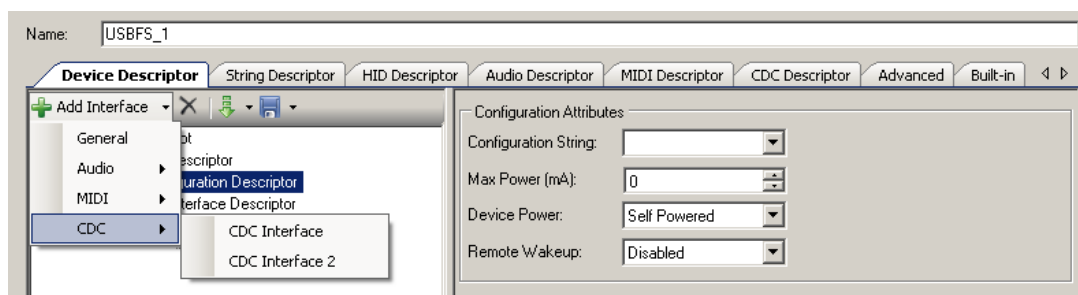 Name: USBFS_1
Device Descriptor String Descriptor HID Descriptor Audio Descriptor MIDI Descriptor CDC Descriptor Advanced Built-in
Add Interface
General
Audio
MIDI
CDC
CDC Interface
CDC Interface 2
ot
escriptor
uration Descriptor
terface Descriptor
Configuration Attributes
Configuration String:
Max Power (mA): 0
Device Power: Self Powered
Remote Wakeup: Disabled